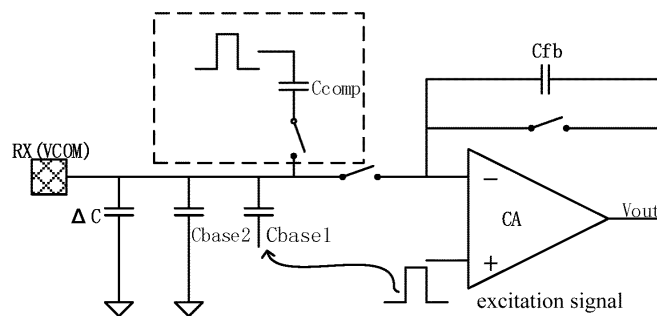 Ccomp
Cfb
RX(VCOM)
ΔC
Cbase2
Cbase1
−
CA
+
Vout
excitation signal